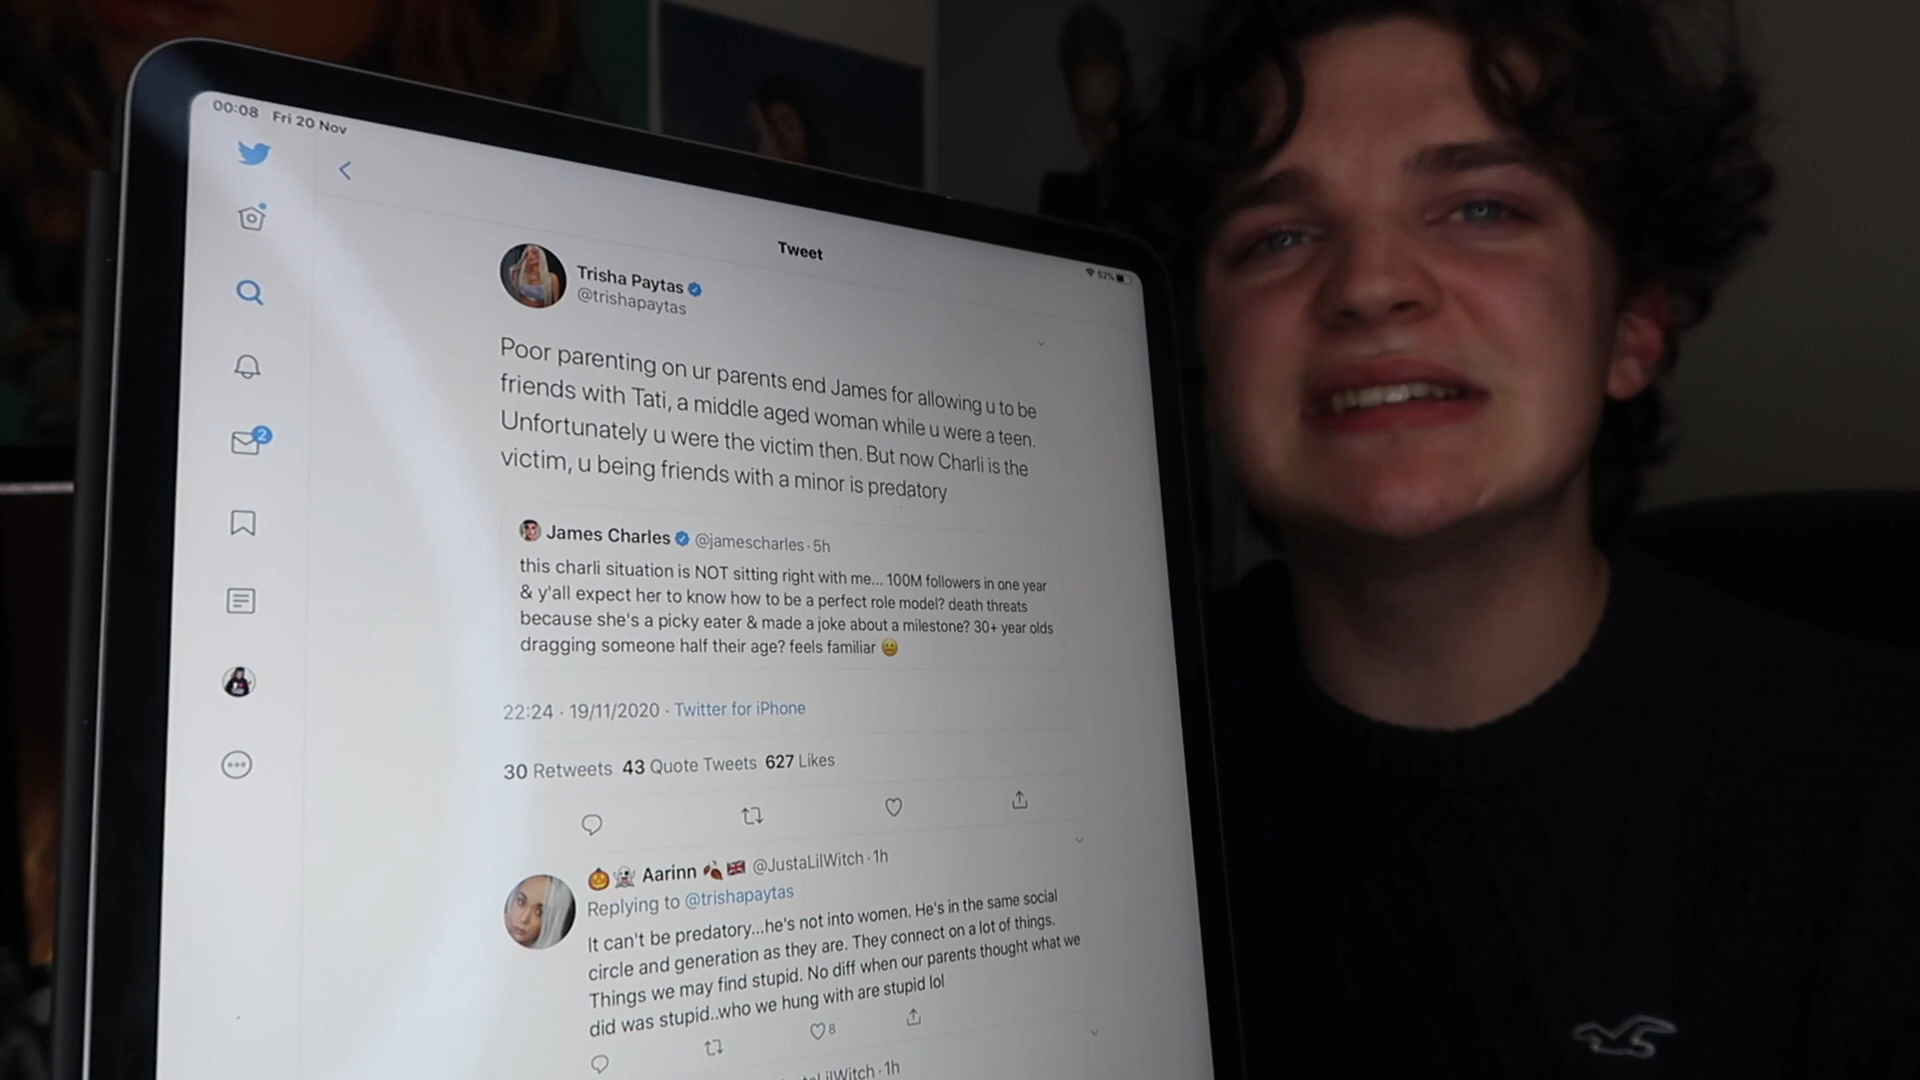 00:08 Fri 20 Nov
62%
Tweet
Trisha Paytas
@trishapaytas
Poor parenting on ur parents end James for allowing u to be
friends with Tati, a middle aged woman while u were a teen.
Unfortunately u were the victim then. But now Charli is the
victim, u being friends with a minor is predatory
2
James Charles @jamescharles · 5h
this charli situation is NOT sitting right with me... 100M followers in one year
& y'all expect her to know how to be a perfect role model? death threats
because she's a picky eater & made a joke about a milestone? 30+ year olds
dragging someone half their age? feels familiar 😐
22:24 · 19/11/2020 · Twitter for iPhone
30 Retweets 43 Quote Tweets 627 Likes
🎃👻 Aarinn 🍂🇬🇧 @JustaLilWitch · 1h
Replying to @trishapaytas
It can't be predatory...he's not into women. He's in the same social
circle and generation as they are. They connect on a lot of things.
Things we may find stupid. No diff when our parents thought what we
did was stupid..who we hung with are stupid lol
8
ilWitch · 1h